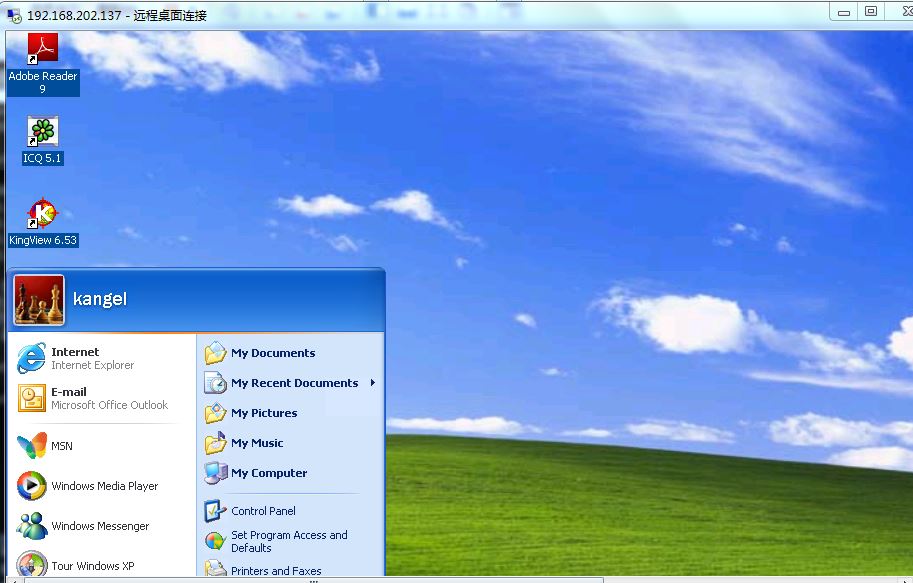 192.168.202.137 - 远程桌面连接
Adobe Reader
9
ICQ 5.1
KingView 6.53
kangel
Internet
Internet Explorer
E-mail
Microsoft Office Outlook
MSN
Windows Media Player
Windows Messenger
Tour Windows XP
My Documents
My Recent Documents
My Pictures
My Music
My Computer
Control Panel
Set Program Access and
Defaults
Printers and Faxes